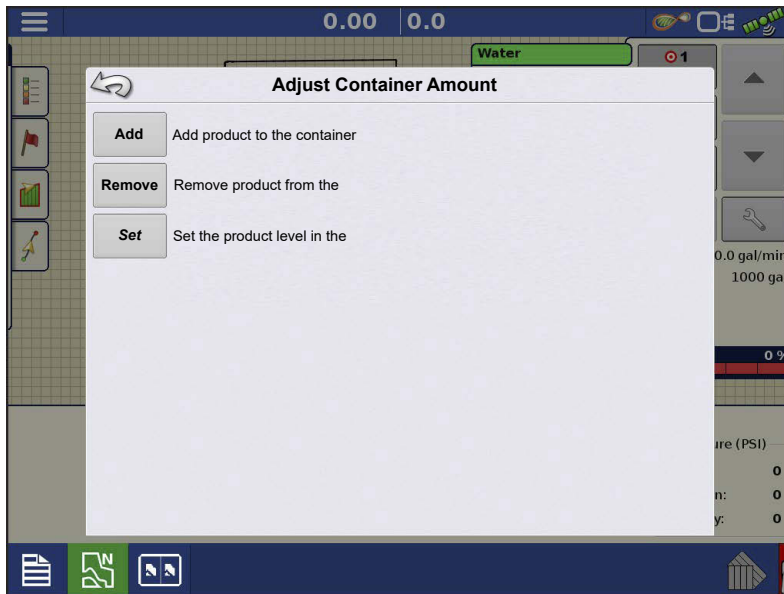 0.00 0.0
Water
1
Adjust Container Amount
Add Add product to the container
Remove Remove product from the
Set Set the product level in the
0.0 gal/min
1000 ga
0 %
ure (PSI)
0
n: 0
y: 0
N